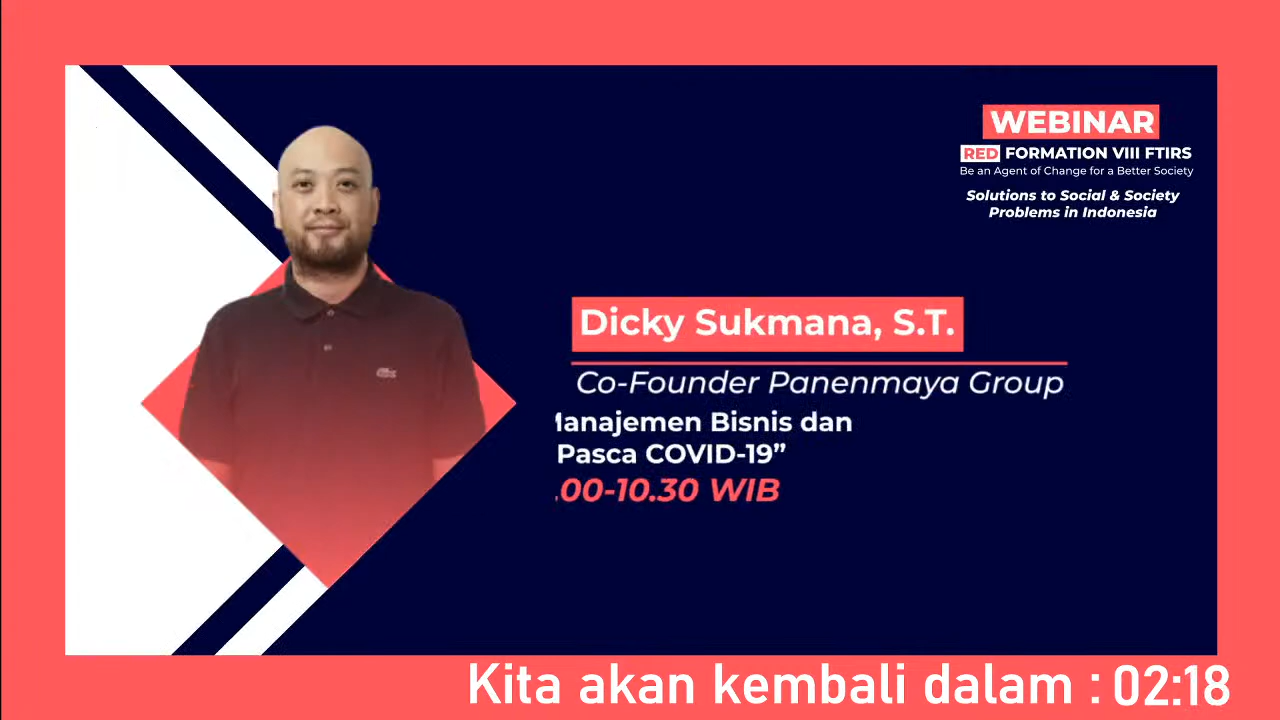 WEBINAR
RED FORMATION VIII FTIRS
Be an Agent of Change for a Better Society
Solutions to Social & Society
Problems in Indonesia
Dicky Sukmana, S.T.
Co-Founder Panenmaya Group
Bisnis dan
Pasca COVID-19”
.00-10.30 WIB
Kita akan kembali dalam : 02:18